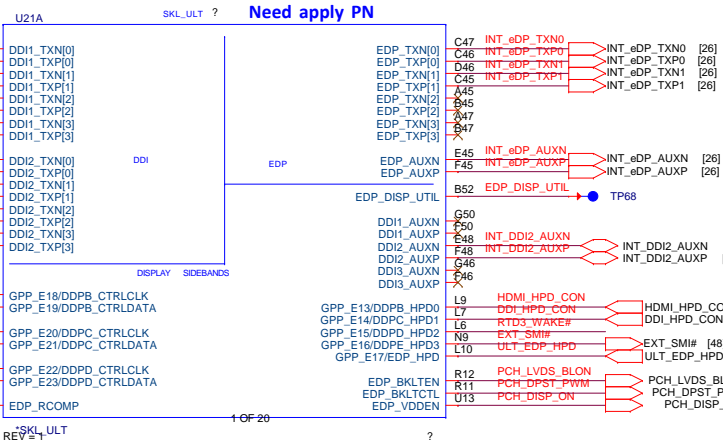 Need apply PN
U21A
SKL_ULT ?
DDI1_TXN[0]
DDI1_TXP[0]
DDI1_TXN[1]
DDI1_TXP[1]
DDI1_TXN[2]
DDI1_TXP[2]
DDI1_TXN[3]
DDI1_TXP[3]
DDI2_TXN[0]
DDI2_TXP[0]
DDI2_TXN[1]
DDI2_TXP[1]
DDI2_TXN[2]
DDI2_TXP[2]
DDI2_TXN[3]
DDI2_TXP[3]
DDI
EDP
DISPLAY SIDEBANDS
GPP_E18/DDPB_CTRLCLK
GPP_E19/DDPB_CTRLDATA
GPP_E20/DDPC_CTRLCLK
GPP_E21/DDPC_CTRLDATA
GPP_E22/DDPD_CTRLCLK
GPP_E23/DDPD_CTRLDATA
EDP_RCOMP
EDP_TXN[0] C47 INT_eDP_TXN0 INT_eDP_TXN0 [26]
EDP_TXP[0] C46 INT_eDP_TXP0 INT_eDP_TXP0 [26]
EDP_TXN[1] D46 INT_eDP_TXN1 INT_eDP_TXN1 [26]
EDP_TXP[1] C45 INT_eDP_TXP1 INT_eDP_TXP1 [26]
EDP_TXN[2] A45
EDP_TXP[2] B45
EDP_TXN[3] A47
EDP_TXP[3] B47
EDP_AUXN E45 INT_eDP_AUXN INT_eDP_AUXN [26]
EDP_AUXP F45 INT_eDP_AUXP INT_eDP_AUXP [26]
EDP_DISP_UTIL B52 EDP_DISP_UTIL TP68
DDI1_AUXN G50
DDI1_AUXP F50
DDI2_AUXN E48 INT_DDI2_AUXN INT_DDI2_AUXN
DDI2_AUXP F48 INT_DDI2_AUXP INT_DDI2_AUXP [
DDI3_AUXN G46
DDI3_AUXP F46
GPP_E13/DDPB_HPD0 L9 HDMI_HPD_CON HDMI_HPD_CO
GPP_E14/DDPC_HPD1 L7 DDI_HPD_CON DDI_HPD_CON
GPP_E15/DDPD_HPD2 L6 RTD3_WAKE#
GPP_E16/DDPE_HPD3 N9 EXT_SMI# EXT_SMI# [48
GPP_E17/EDP_HPD L10 ULT_EDP_HPD ULT_EDP_HPD
EDP_BKLTEN R12 PCH_LVDS_BLON PCH_LVDS_BL
EDP_BKLTCTL R11 PCH_DPST_PWM PCH_DPST_P
EDP_VDDEN U13 PCH_DISP_ON PCH_DISP_
1 OF 20
*SKL_ULT
REV = 1 ?